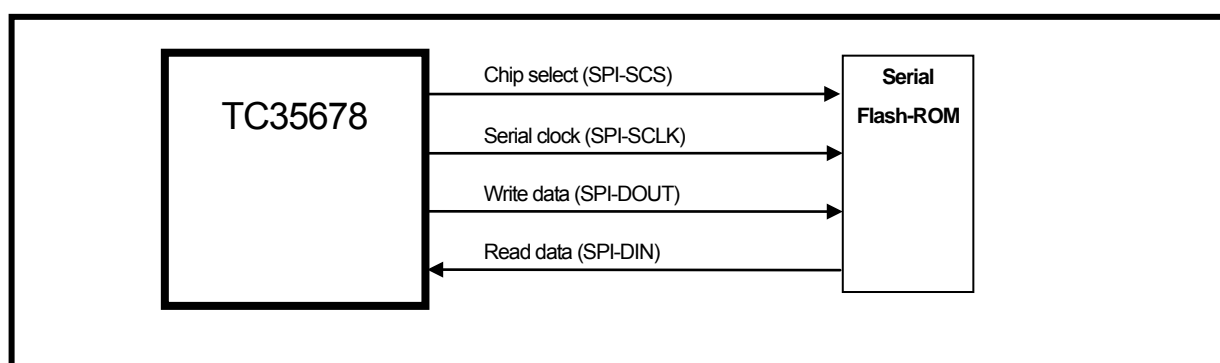 TC35678
Chip select (SPI-SCS)
Serial clock (SPI-SCLK)
Write data (SPI-DOUT)
Read data (SPI-DIN)
Serial
Flash-ROM